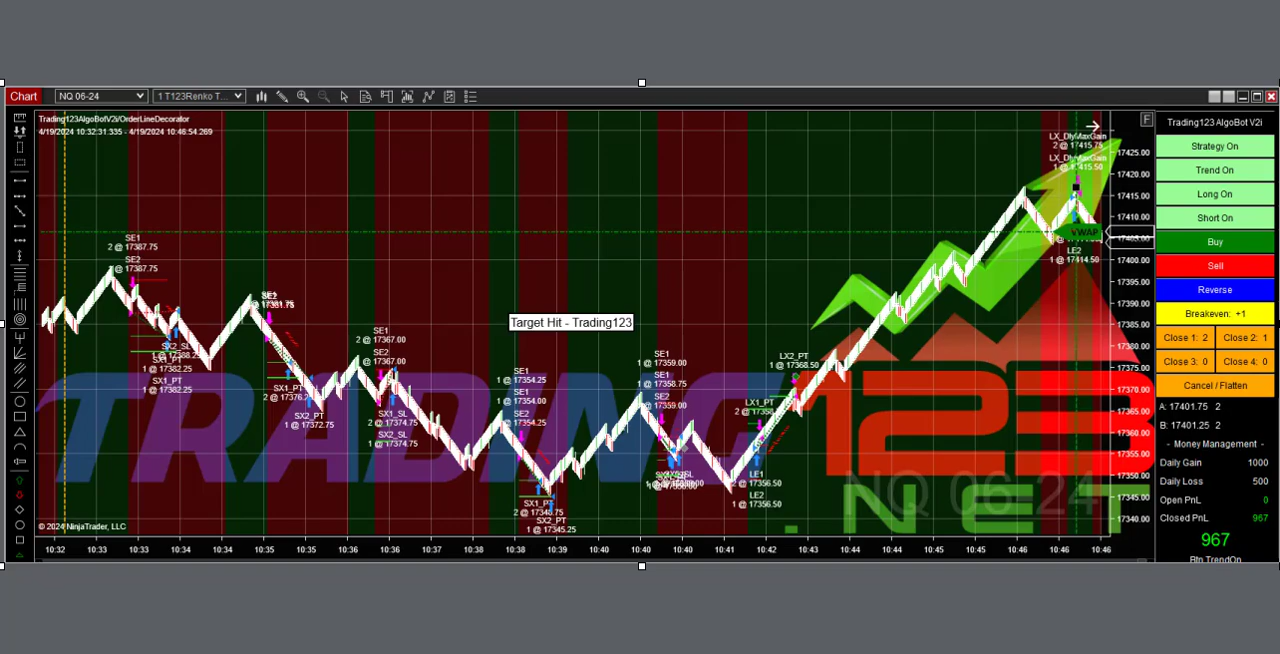 Chart NQ 06-24 1 T123Renko T...
Trading123AlgoBotV2i/OrderLineDecorator
4/19/2024 10:32:31.335 - 4/19/2024 10:46:54.269
F
SE1
2 @ 17387.75
SE2
@ 17387.75
SX1_PT
1 @ 17382.25
SX1_PT
1 @ 17382.25
SX2_SL
SE2
SX1_PT
SX2_PT
1 @ 17372.75
SE1
2 @ 17367.00
SE2
1 @ 17367.00
SX1_SL
2 @ 17374.75
SX2_SL
1 @ 17374.75
SE1
1 @ 17354.25
SE1
1 @ 17354.00
SE2
17354.25
SX1_PT
SX2_PT
1 @ 17345.25
Target Hit - Trading123
SE1
1 @ 17359.00
SE1
1 @ 17358.75
SE2
@ 17359.00
LX1_PT
LE1
2 @ 17356.50
LE2
1 @ 17356.50
LX2_PT
1 @ 17368.50
LX_DlyMaxGain
2 @ 17415.75
LX_DlyMaxGain
1 @ 17415.50
VWAP
LE2
1 @ 17414.50
TRADING
123
.NET
NQ 06-24
© 2024 NinjaTrader, LLC
17425.00
17420.00
17415.00
17410.00
17405.00
17400.00
17395.00
17390.00
17385.00
17380.00
17375.00
17370.00
17365.00
17360.00
17355.00
17350.00
17345.00
17340.00
10:32 10:33 10:33 10:34 10:34 10:35 10:35 10:36 10:36 10:37 10:38 10:38 10:39 10:40 10:40 10:40 10:41 10:42 10:43 10:44 10:44 10:45 10:45 10:46 10:46 10:46
Trading123 AlgoBot V2i
Strategy On
Trend On
Long On
Short On
Buy
Sell
Reverse
Breakeven: +1
Close 1: 2 Close 2: 1
Close 3: 0 Close 4: 0
Cancel / Flatten
A: 17401.75 2
B: 17401.25 2
- Money Management -
Daily Gain 1000
Daily Loss 500
Open PnL 0
Closed PnL 967
967
Btn TrendOn